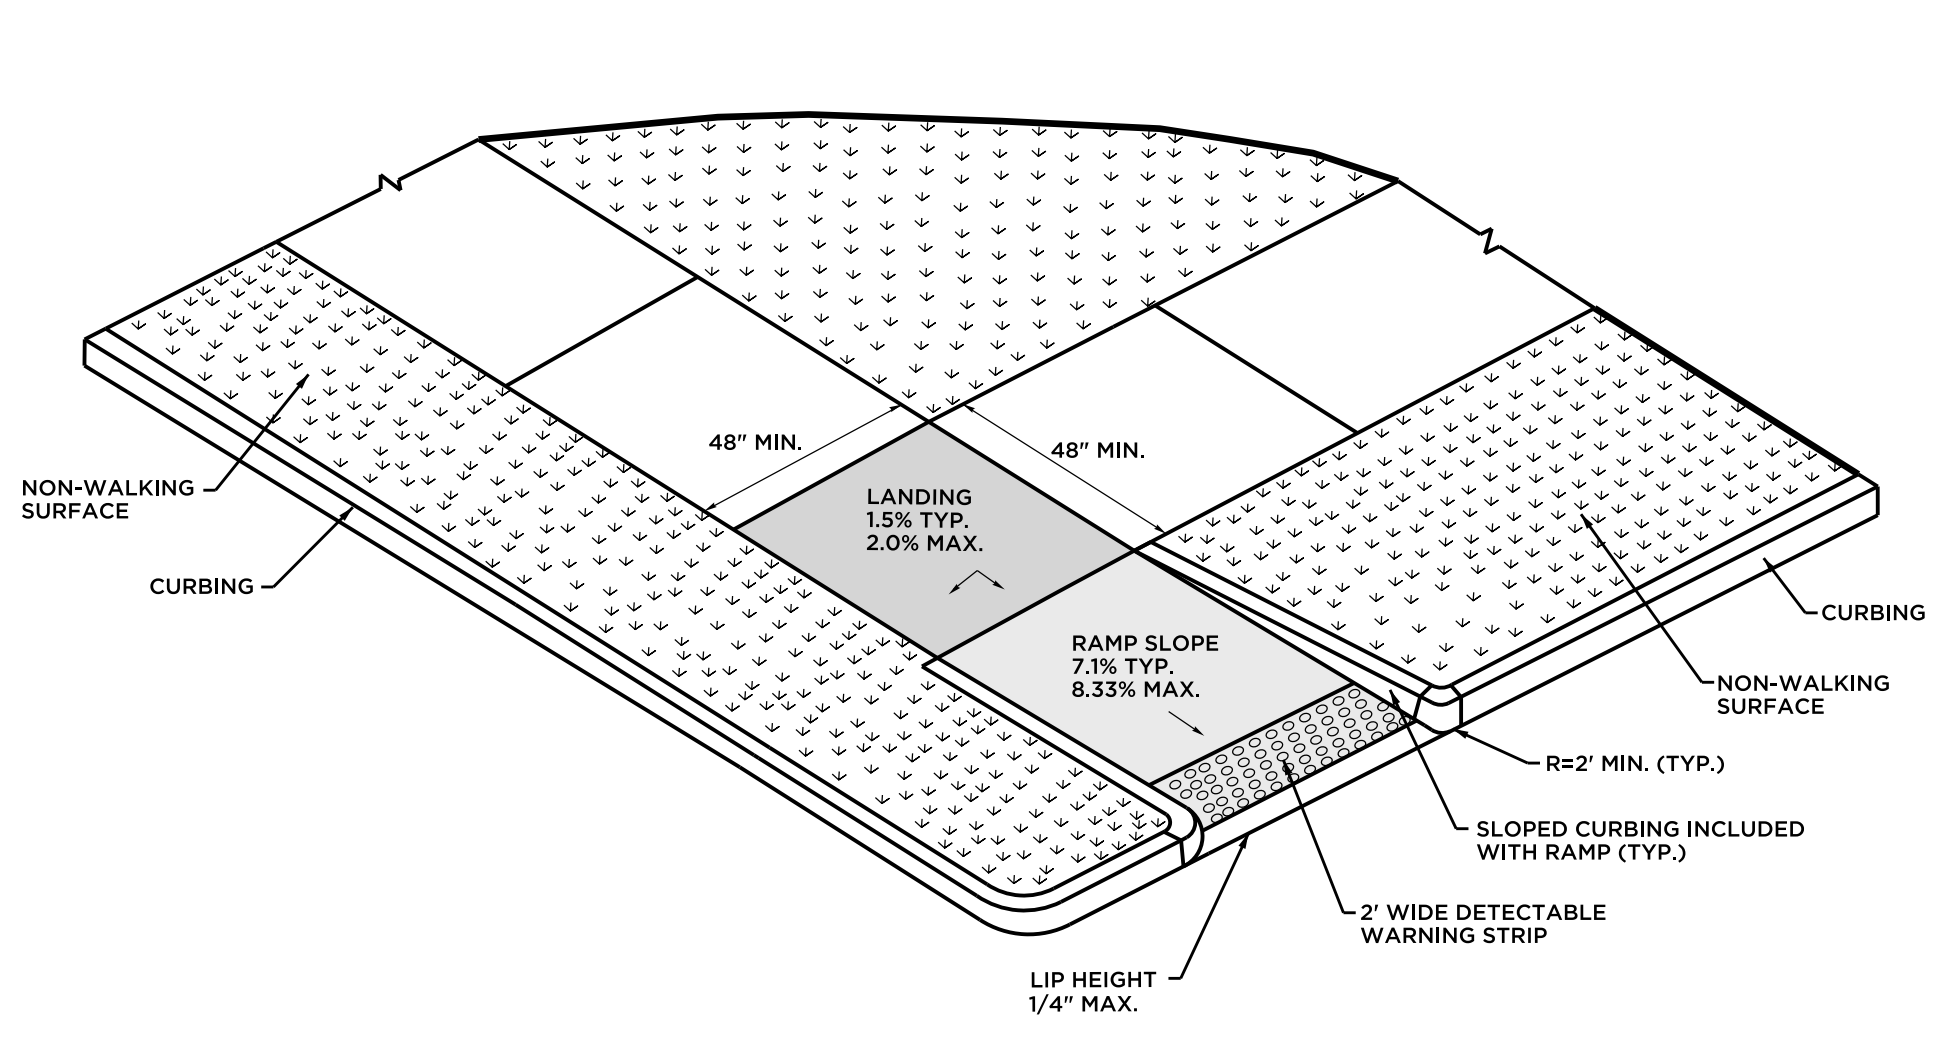 48" MIN.
48" MIN.
NON-WALKING
SURFACE
LANDING
1.5% TYP.
2.0% MAX.
CURBING
CURBING
RAMP SLOPE
7.1% TYP.
8.33% MAX.
NON-WALKING
SURFACE
R=2' MIN. (TYP.)
SLOPED CURBING INCLUDED
WITH RAMP (TYP.)
2' WIDE DETECTABLE
WARNING STRIP
LIP HEIGHT
1/4" MAX.